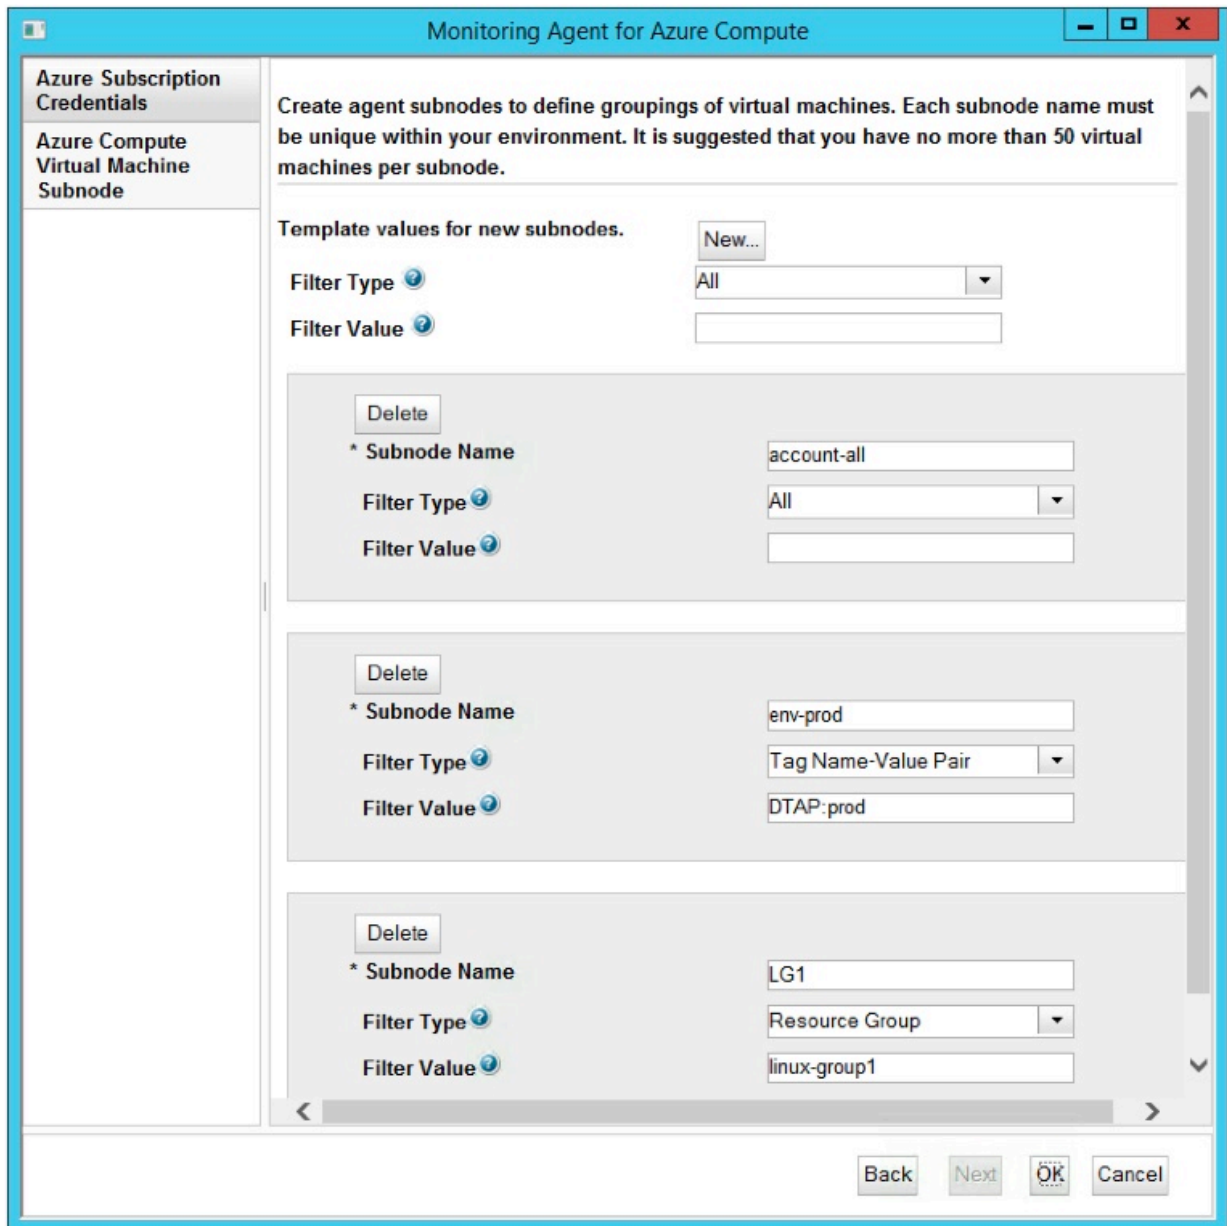 Monitoring Agent for Azure Compute
Azure Subscription
Credentials
Azure Compute
Virtual Machine
Subnode
Create agent subnodes to define groupings of virtual machines. Each subnode name must
be unique within your environment. It is suggested that you have no more than 50 virtual
machines per subnode.
Template values for new subnodes.
New...
Filter Type ?
All
Filter Value ?
Delete
* Subnode Name
account-all
Filter Type ?
All
Filter Value ?
Delete
* Subnode Name
env-prod
Filter Type ?
Tag Name-Value Pair
Filter Value ?
DTAP:prod
Delete
* Subnode Name
LG1
Filter Type ?
Resource Group
Filter Value ?
linux-group1
Back
Next
OK
Cancel